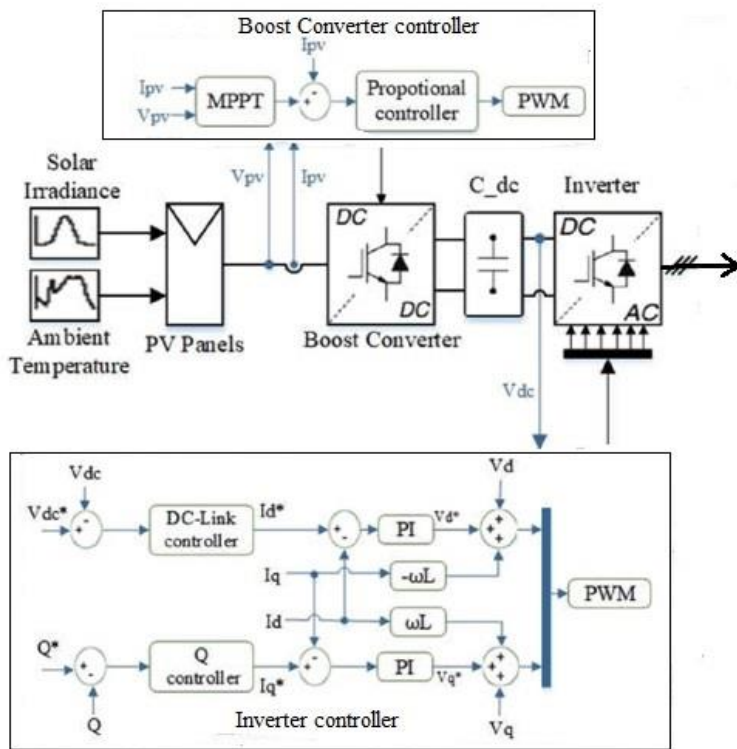 Boost Converter controller
Ipv
Ipv
Vpv
MPPT
+
-
Propotional
controller
PWM
Solar
Irradiance
Vpv
Ipv
C_dc
Inverter
DC
DC
DC
AC
Ambient
Temperature
PV Panels
Boost Converter
Vdc
Vdc
Vdc*
-
DC-Link
controller
Id*
+
-
PI
Vd*
Vd
+
+
+
Iq
-ωL
PWM
Id
ωL
Q*
+
-
Q
controller
Iq*
+
-
PI
Vq*
+
+
+
Q
Vq
Inverter controller